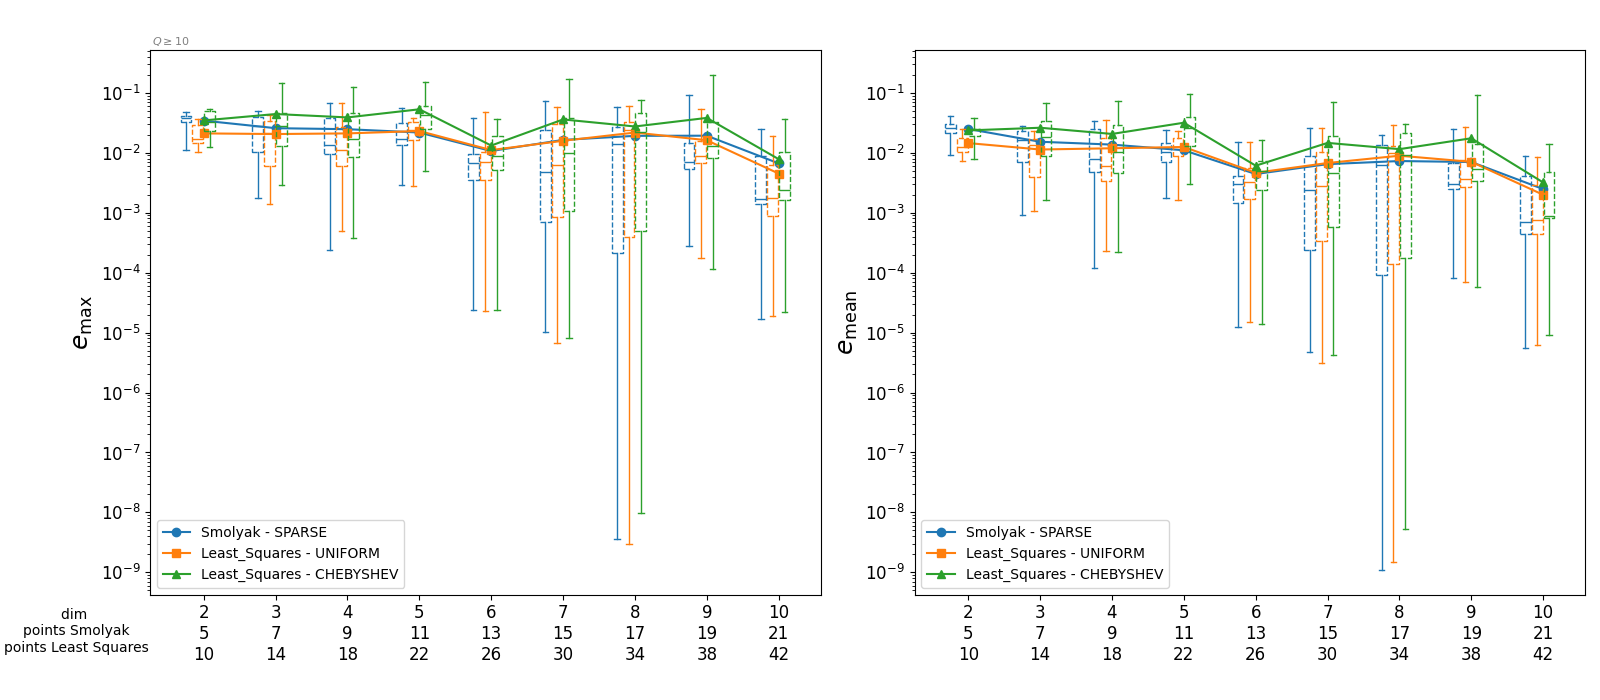 Q ≥ 10
10⁻¹
10⁻²
10⁻³
10⁻⁴
10⁻⁵
10⁻⁶
10⁻⁷
10⁻⁸
10⁻⁹
e_max
Smolyak - SPARSE
Least_Squares - UNIFORM
Least_Squares - CHEBYSHEV
10⁻¹
10⁻²
10⁻³
10⁻⁴
10⁻⁵
10⁻⁶
10⁻⁷
10⁻⁸
10⁻⁹
e_mean
Smolyak - SPARSE
Least_Squares - UNIFORM
Least_Squares - CHEBYSHEV
dim 2 3 4 5 6 7 8 9 10 2 3 4 5 6 7 8 9 10
points Smolyak 5 7 9 11 13 15 17 19 21 5 7 9 11 13 15 17 19 21
points Least Squares 10 14 18 22 26 30 34 38 42 10 14 18 22 26 30 34 38 42